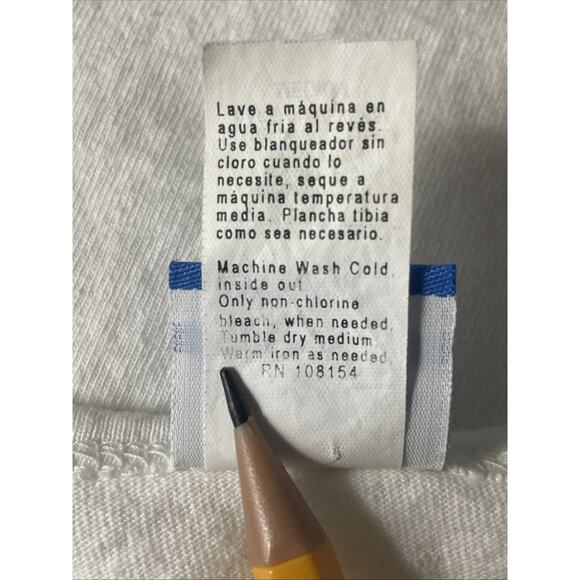 Lave a máquina en
agua fria al revés.
Use blanqueador sin
cloro cuando lo
necesite, seque a
máquina temperatura
media. Plancha tibia
como sea necesario.
Machine Wash Cold,
inside out
Only non-chlorine
bleach, when needed,
Tumble dry medium,
Warm iron as needed,
RN 108154